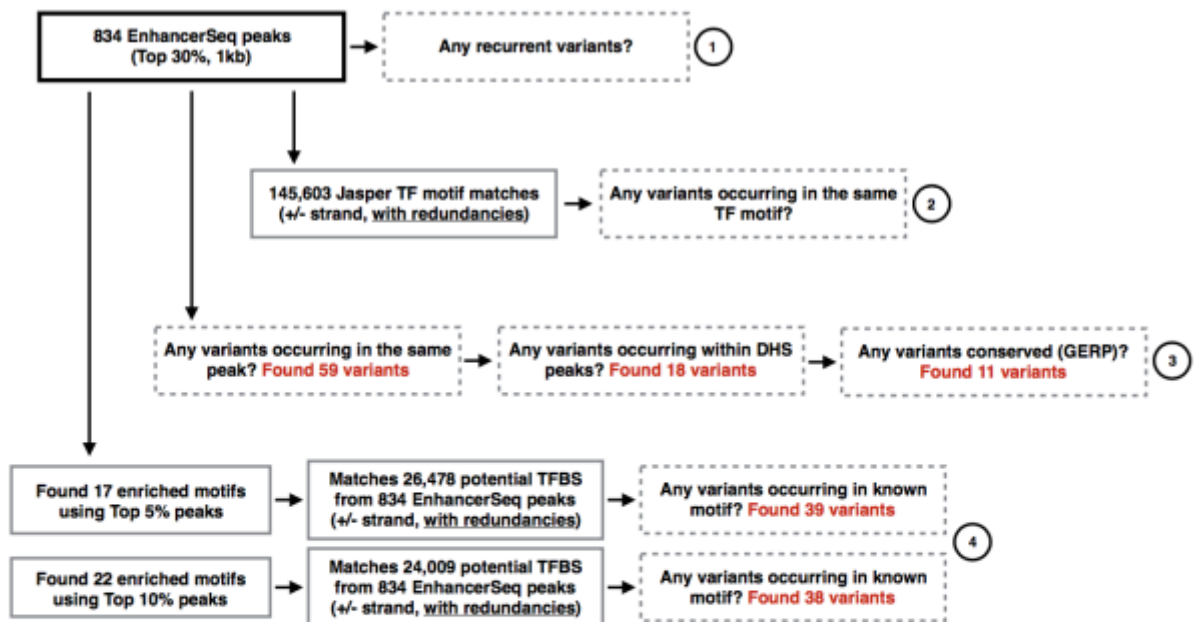 834 EnhancerSeq peaks
(Top 30%, 1kb)
Any recurrent variants?
1
145,603 Jasper TF motif matches
(+/- strand, with redundancies)
Any variants occurring in the same
TF motif?
2
Any variants occurring in the same
peak? Found 59 variants
Any variants occurring within DHS
peaks? Found 18 variants
Any variants conserved (GERP)?
Found 11 variants
3
Found 17 enriched motifs
using Top 5% peaks
Matches 26,478 potential TFBS
from 834 EnhancerSeq peaks
(+/- strand, with redundancies)
Any variants occurring in known
motif? Found 39 variants
4
Found 22 enriched motifs
using Top 10% peaks
Matches 24,009 potential TFBS
from 834 EnhancerSeq peaks
(+/- strand, with redundancies)
Any variants occurring in known
motif? Found 38 variants